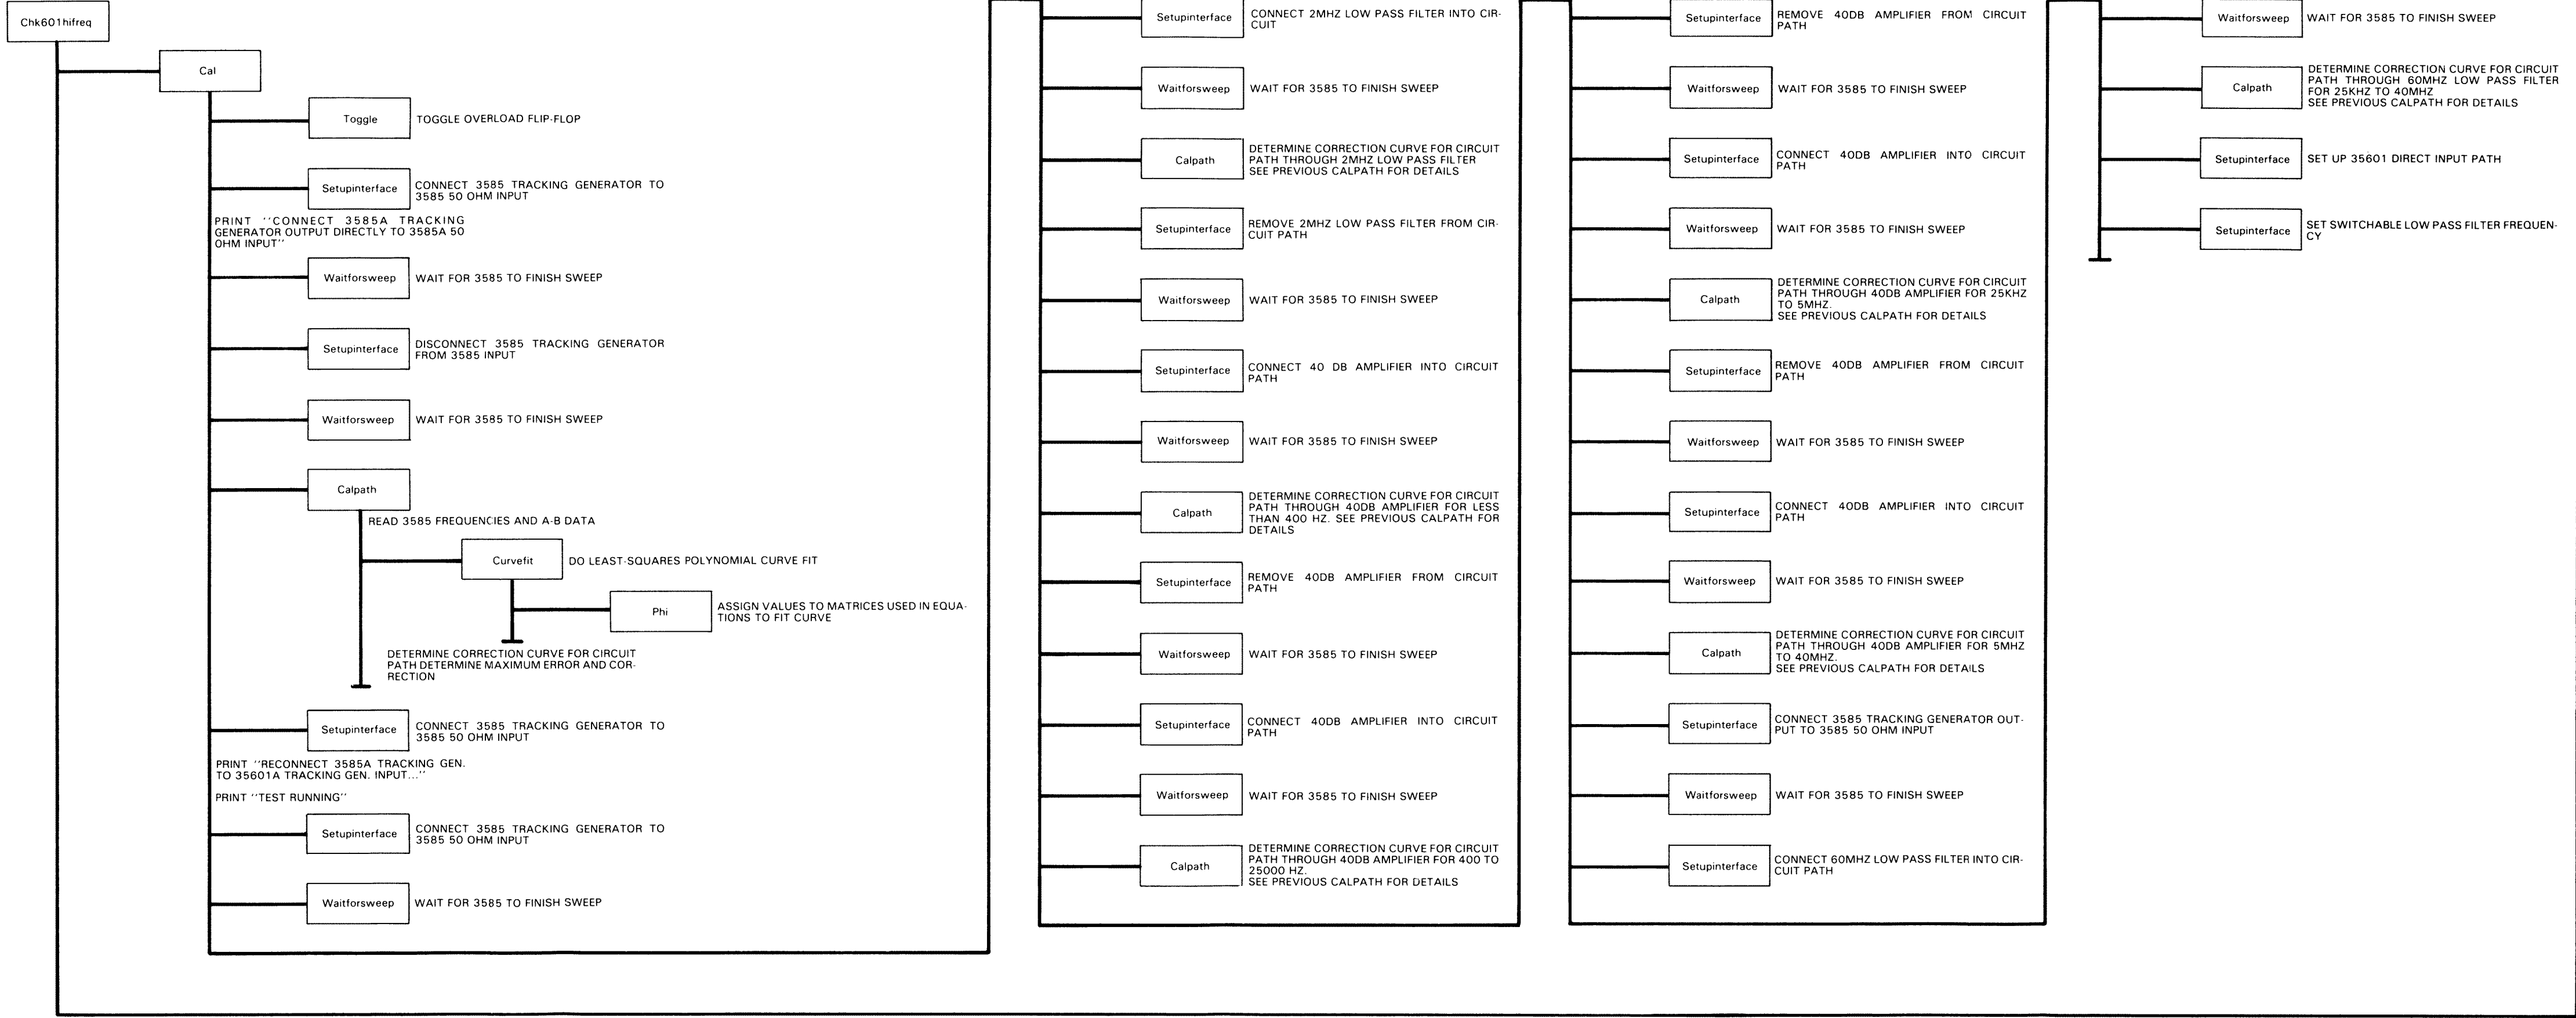 Chk601hifreq
Cal
Toggle
TOGGLE OVERLOAD FLIP-FLOP
Setupinterface
CONNECT 3585 TRACKING GENERATOR TO
3585 50 OHM INPUT
PRINT ''CONNECT 3585A TRACKING
GENERATOR OUTPUT DIRECTLY TO 3585A 50
OHM INPUT''
Waitforsweep
WAIT FOR 3585 TO FINISH SWEEP
Setupinterface
DISCONNECT 3585 TRACKING GENERATOR
FROM 3585 INPUT
Waitforsweep
WAIT FOR 3585 TO FINISH SWEEP
Calpath
READ 3585 FREQUENCIES AND A-B DATA
Curvefit
DO LEAST-SQUARES POLYNOMIAL CURVE FIT
Phi
ASSIGN VALUES TO MATRICES USED IN EQUA-
TIONS TO FIT CURVE
DETERMINE CORRECTION CURVE FOR CIRCUIT
PATH DETERMINE MAXIMUM ERROR AND COR-
RECTION
Setupinterface
CONNECT 3585 TRACKING GENERATOR TO
3585 50 OHM INPUT
PRINT ''RECONNECT 3585A TRACKING GEN.
TO 35601A TRACKING GEN. INPUT...''
PRINT ''TEST RUNNING''
Setupinterface
CONNECT 3585 TRACKING GENERATOR TO
3585 50 OHM INPUT
Waitforsweep
WAIT FOR 3585 TO FINISH SWEEP
Setupinterface
CONNECT 2MHZ LOW PASS FILTER INTO CIR-
CUIT
Waitforsweep
WAIT FOR 3585 TO FINISH SWEEP
Calpath
DETERMINE CORRECTION CURVE FOR CIRCUIT
PATH THROUGH 2MHZ LOW PASS FILTER
SEE PREVIOUS CALPATH FOR DETAILS
Setupinterface
REMOVE 2MHZ LOW PASS FILTER FROM CIR-
CUIT PATH
Waitforsweep
WAIT FOR 3585 TO FINISH SWEEP
Setupinterface
CONNECT 40 DB AMPLIFIER INTO CIRCUIT
PATH
Waitforsweep
WAIT FOR 3585 TO FINISH SWEEP
Calpath
DETERMINE CORRECTION CURVE FOR CIRCUIT
PATH THROUGH 40DB AMPLIFIER FOR LESS
THAN 400 HZ. SEE PREVIOUS CALPATH FOR
DETAILS
Setupinterface
REMOVE 40DB AMPLIFIER FROM CIRCUIT
PATH
Waitforsweep
WAIT FOR 3585 TO FINISH SWEEP
Setupinterface
CONNECT 40DB AMPLIFIER INTO CIRCUIT
PATH
Waitforsweep
WAIT FOR 3585 TO FINISH SWEEP
Calpath
DETERMINE CORRECTION CURVE FOR CIRCUIT
PATH THROUGH 40DB AMPLIFIER FOR 400 TO
25000 HZ.
SEE PREVIOUS CALPATH FOR DETAILS
Setupinterface
REMOVE 40DB AMPLIFIER FROM CIRCUIT
PATH
Waitforsweep
WAIT FOR 3585 TO FINISH SWEEP
Setupinterface
CONNECT 40DB AMPLIFIER INTO CIRCUIT
PATH
Waitforsweep
WAIT FOR 3585 TO FINISH SWEEP
Calpath
DETERMINE CORRECTION CURVE FOR CIRCUIT
PATH THROUGH 40DB AMPLIFIER FOR 25KHZ
TO 5MHZ.
SEE PREVIOUS CALPATH FOR DETAILS
Setupinterface
REMOVE 40DB AMPLIFIER FROM CIRCUIT
PATH
Waitforsweep
WAIT FOR 3585 TO FINISH SWEEP
Setupinterface
CONNECT 40DB AMPLIFIER INTO CIRCUIT
PATH
Waitforsweep
WAIT FOR 3585 TO FINISH SWEEP
Calpath
DETERMINE CORRECTION CURVE FOR CIRCUIT
PATH THROUGH 40DB AMPLIFIER FOR 5MHZ
TO 40MHZ.
SEE PREVIOUS CALPATH FOR DETAILS
Setupinterface
CONNECT 3585 TRACKING GENERATOR OUT-
PUT TO 3585 50 OHM INPUT
Waitforsweep
WAIT FOR 3585 TO FINISH SWEEP
Setupinterface
CONNECT 60MHZ LOW PASS FILTER INTO CIR-
CUIT PATH
Waitforsweep
WAIT FOR 3585 TO FINISH SWEEP
Calpath
DETERMINE CORRECTION CURVE FOR CIRCUIT
PATH THROUGH 60MHZ LOW PASS FILTER
FOR 25KHZ TO 40MHZ
SEE PREVIOUS CALPATH FOR DETAILS
Setupinterface
SET UP 35601 DIRECT INPUT PATH
Setupinterface
SET SWITCHABLE LOW PASS FILTER FREQUEN-
CY